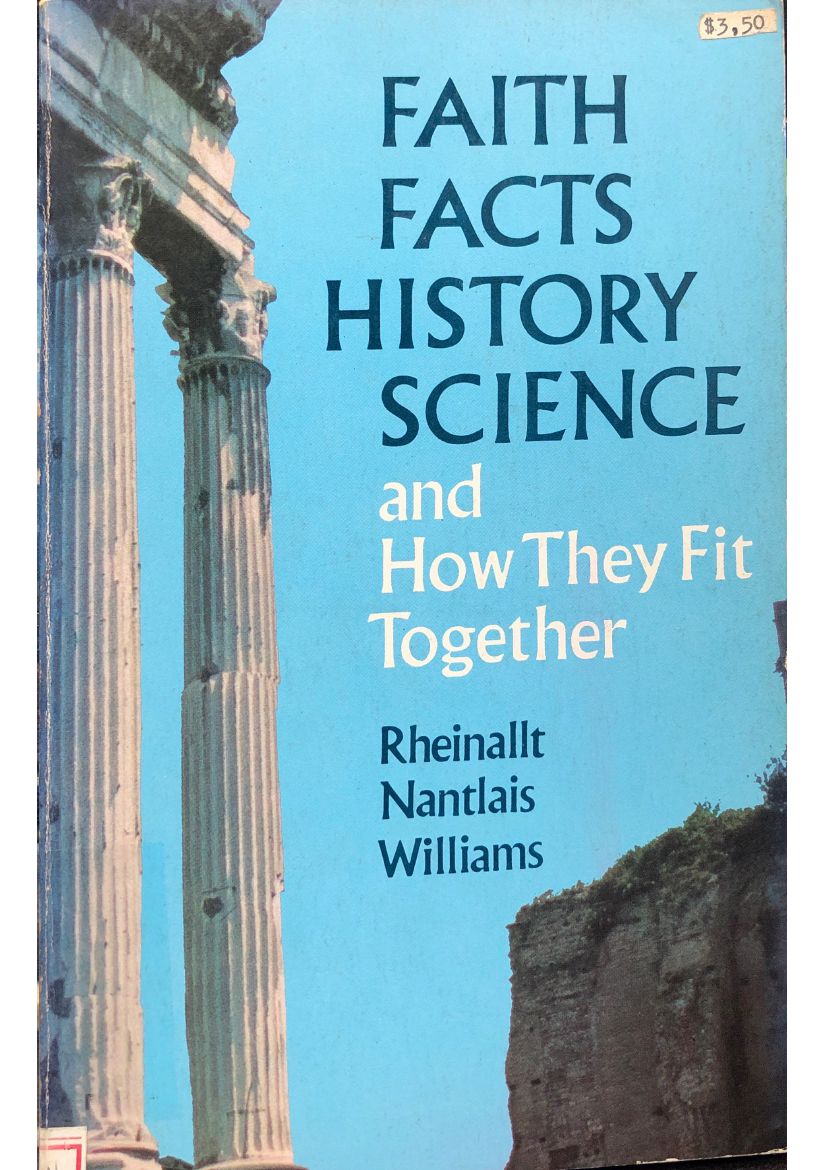 $3,50
FAITH
FACTS
HISTORY
SCIENCE
and
How They Fit
Together
Rheinallt
Nantlais
Williams